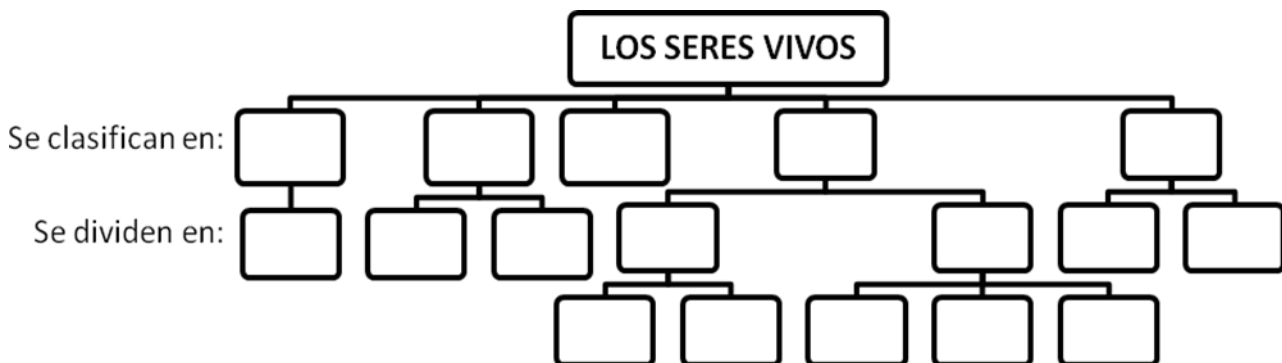 LOS SERES VIVOS
Se clasifican en:
Se dividen en: